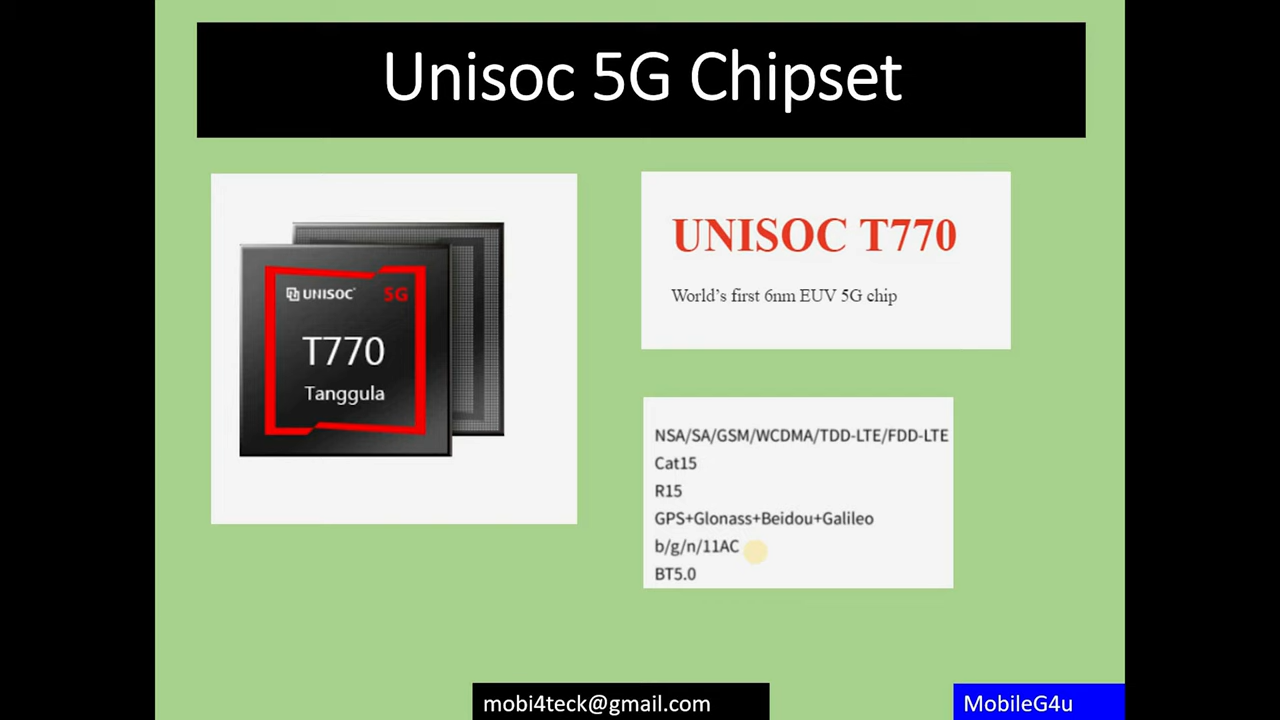 Unisoc 5G Chipset
UNISOC 5G
T770
Tanggula
UNISOC T770
World's first 6nm EUV 5G chip
NSA/SA/GSM/WCDMA/TDD-LTE/FDD-LTE
Cat15
R15
GPS+Glonass+Beidou+Galileo
b/g/n/11AC
BT5.0
mobi4teck@gmail.com
MobileG4u